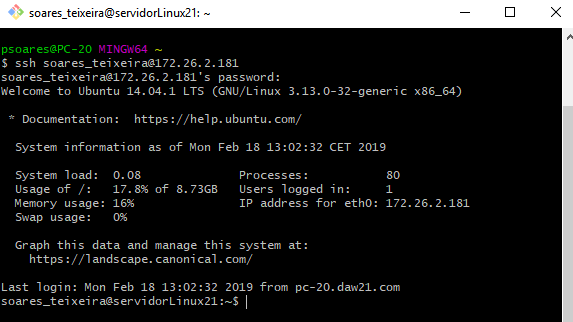 soares_teixeira@servidorLinux21: ~
psoares@PC-20 MINGW64 ~
$ ssh soares_teixeira@172.26.2.181
soares_teixeira@172.26.2.181's password:
Welcome to Ubuntu 14.04.1 LTS (GNU/Linux 3.13.0-32-generic x86_64)
* Documentation:  https://help.ubuntu.com/
System information as of Mon Feb 18 13:02:32 CET 2019
System load:  0.08              Processes:           80
Usage of /:   17.8% of 8.73GB   Users logged in:     1
Memory usage: 16%               IP address for eth0: 172.26.2.181
Swap usage:   0%
Graph this data and manage this system at:
https://landscape.canonical.com/
Last login: Mon Feb 18 13:02:32 2019 from pc-20.daw21.com
soares_teixeira@servidorLinux21:~$